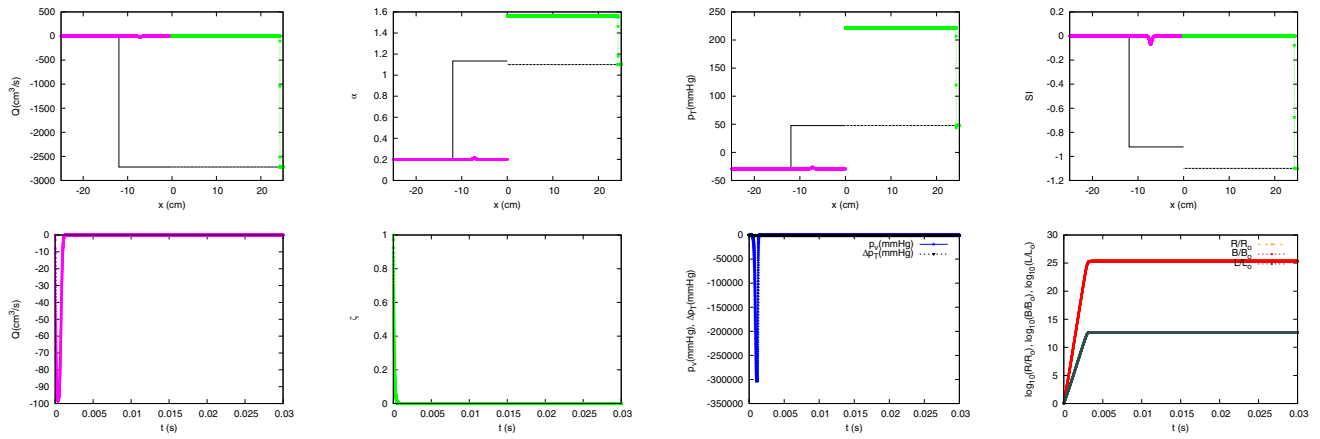 500
0
-500
-1000
-1500
-2000
-2500
-3000
Q(cm³/s)
-20 -10 0 10 20
x (cm)
1.6
1.4
1.2
1
0.8
0.6
0.4
0.2
0
α
-20 -10 0 10 20
x (cm)
250
200
150
100
50
0
-50
p_T(mmHg)
-20 -10 0 10 20
x (cm)
0.2
0
-0.2
-0.4
-0.6
-0.8
-1
-1.2
SI
-20 -10 0 10 20
x (cm)
0
-10
-20
-30
-40
-50
-60
-70
-80
-90
-100
Q(cm³/s)
0 0.005 0.01 0.015 0.02 0.025 0.03
t (s)
1
0.8
0.6
0.4
0.2
0
ζ
0 0.005 0.01 0.015 0.02 0.025 0.03
t (s)
0
-50000
-100000
-150000
-200000
-250000
-300000
-350000
p_v(mmHg), Δp_T(mmHg)
p_v(mmHg)
Δp_T(mmHg)
0 0.005 0.01 0.015 0.02 0.025 0.03
t (s)
30
25
20
15
10
5
0
log₁₀(R/R_o), log₁₀(B/B_o), log₁₀(L/L_o)
R/R_o
B/B_o
L/L_o
0 0.005 0.01 0.015 0.02 0.025 0.03
t (s)